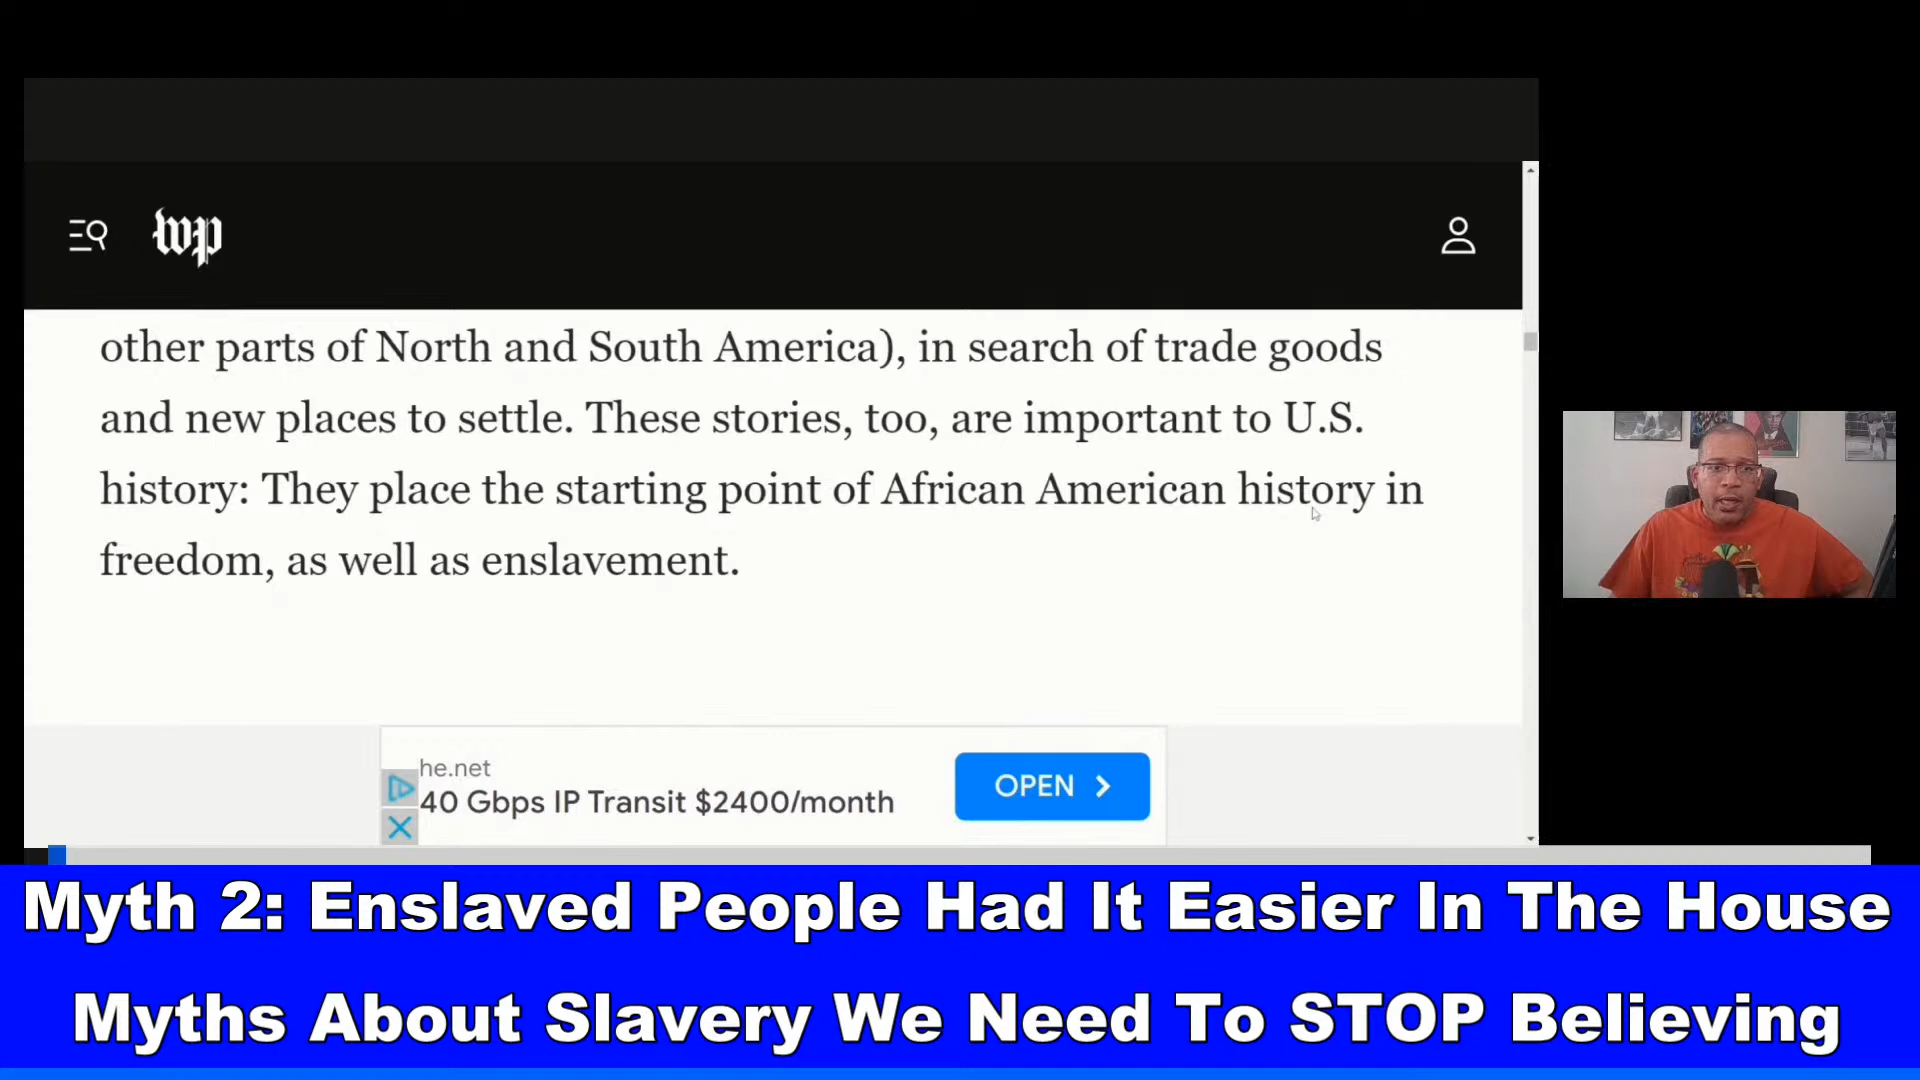 wp
other parts of North and South America), in search of trade goods
and new places to settle. These stories, too, are important to U.S.
history: They place the starting point of African American history in
freedom, as well as enslavement.
he.net
40 Gbps IP Transit $2400/month
OPEN
Myth 2: Enslaved People Had It Easier In The House
Myths About Slavery We Need To STOP Believing